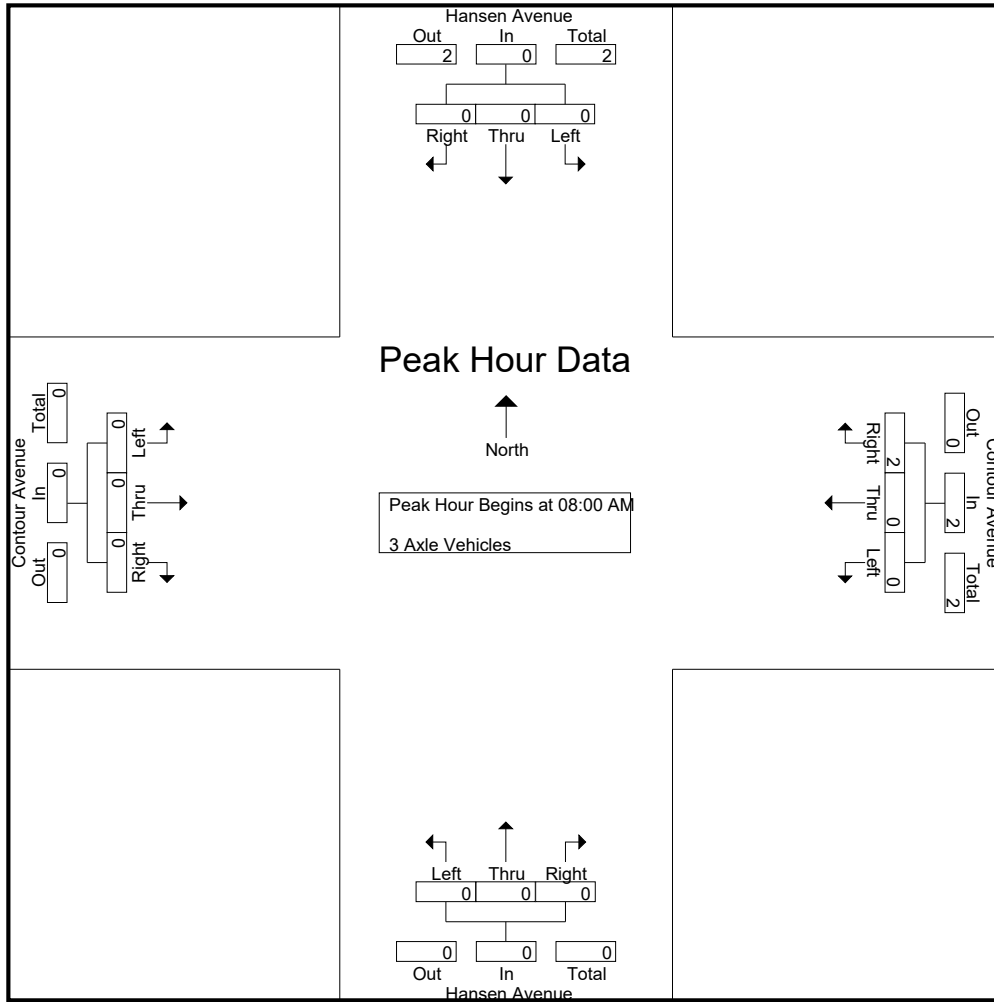 Hansen Avenue
Out In Total
2 0 2
0 0 0
Right Thru Left
Peak Hour Data
North
Peak Hour Begins at 08:00 AM
3 Axle Vehicles
Contour Avenue
Total In Out
0 0 0
0 0 0
Left Thru Right
Contour Avenue
Out In Total
0 2 2
2 0 0
Right Thru Left
Left Thru Right
0 0 0
0 0 0
Out In Total
Hansen Avenue